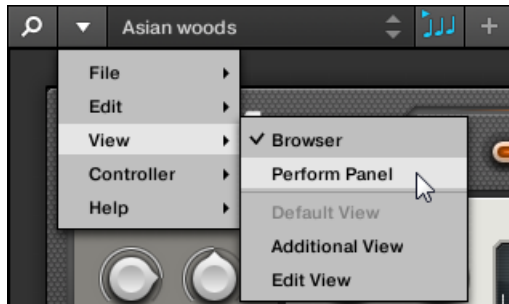 Asian woods
File
Edit
View
Controller
Help
Browser
Perform Panel
Default View
Additional View
Edit View